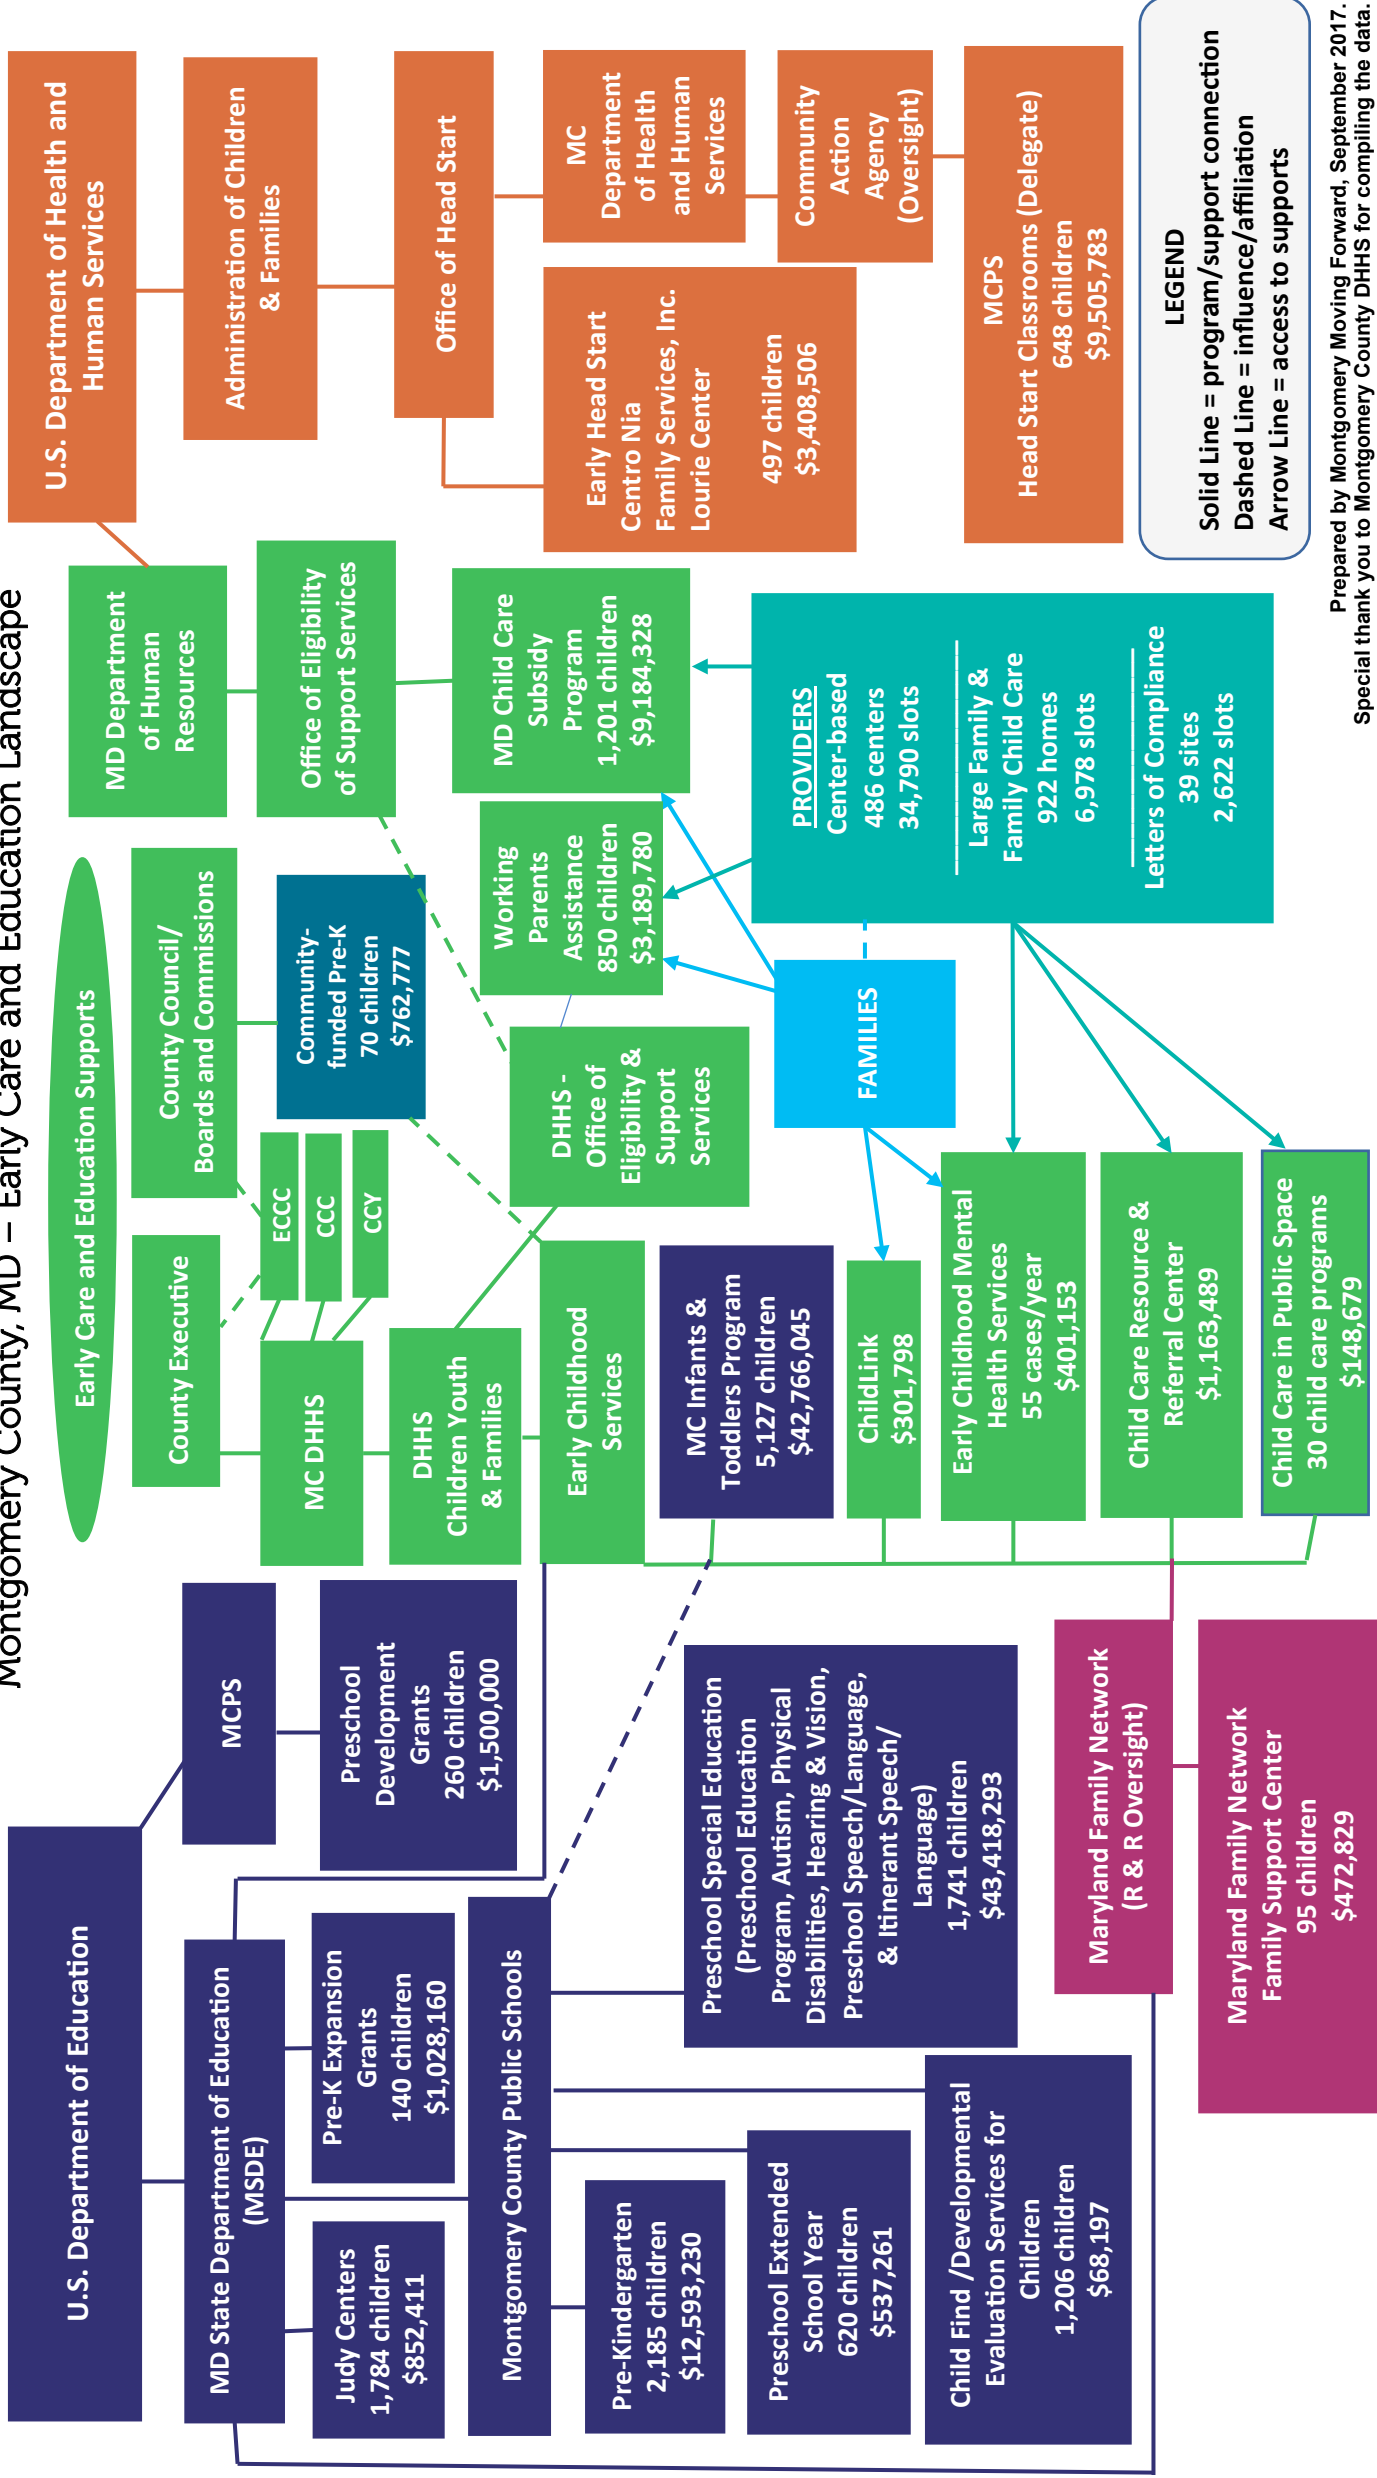 Montgomery County, MD – Early Care and Education Landscape
U.S. Department of Education
MD State Department of Education
(MSDE)
MCPS
Judy Centers
1,784 children
$852,411
Pre-K Expansion
Grants
140 children
$1,028,160
Preschool
Development
Grants
260 children
$1,500,000
Montgomery County Public Schools
Pre-Kindergarten
2,185 children
$12,593,230
Preschool Extended
School Year
620 children
$537,261
Child Find /Developmental
Evaluation Services for
Children
1,206 children
$68,197
Preschool Special Education
(Preschool Education
Program, Autism, Physical
Disabilities, Hearing & Vision,
Preschool Speech/Language,
& Itinerant Speech/
Language)
1,741 children
$43,418,293
Maryland Family Network
(R & R Oversight)
Maryland Family Network
Family Support Center
95 children
$472,829
Early Care and Education Supports
County Executive
County Council/
Boards and Commissions
MC DHHS
ECCC
CCC
CCY
Community-
funded Pre-K
70 children
$762,777
DHHS
Children Youth
& Families
Early Childhood
Services
DHHS -
Office of
Eligibility &
Support
Services
MC Infants &
Toddlers Program
5,127 children
$42,766,045
ChildLink
$301,798
Early Childhood Mental
Health Services
55 cases/year
$401,153
Child Care Resource &
Referral Center
$1,163,489
Child Care in Public Space
30 child care programs
$148,679
FAMILIES
MD Department
of Human
Resources
Office of Eligibility
of Support Services
Working
Parents
Assistance
850 children
$3,189,780
MD Child Care
Subsidy
Program
1,201 children
$9,184,328
PROVIDERS
Center-based
486 centers
34,790 slots
Large Family &
Family Child Care
922 homes
6,978 slots
Letters of Compliance
39 sites
2,622 slots
U.S. Department of Health and
Human Services
Administration of Children
& Families
Office of Head Start
Early Head Start
Centro Nia
Family Services, Inc.
Lourie Center
497 children
$3,408,506
MC
Department
of Health
and Human
Services
Community
Action
Agency
(Oversight)
MCPS
Head Start Classrooms (Delegate)
648 children
$9,505,783
LEGEND
Solid Line = program/support connection
Dashed Line = influence/affiliation
Arrow Line = access to supports
Prepared by Montgomery Moving Forward, September 2017.
Special thank you to Montgomery County DHHS for compiling the data.